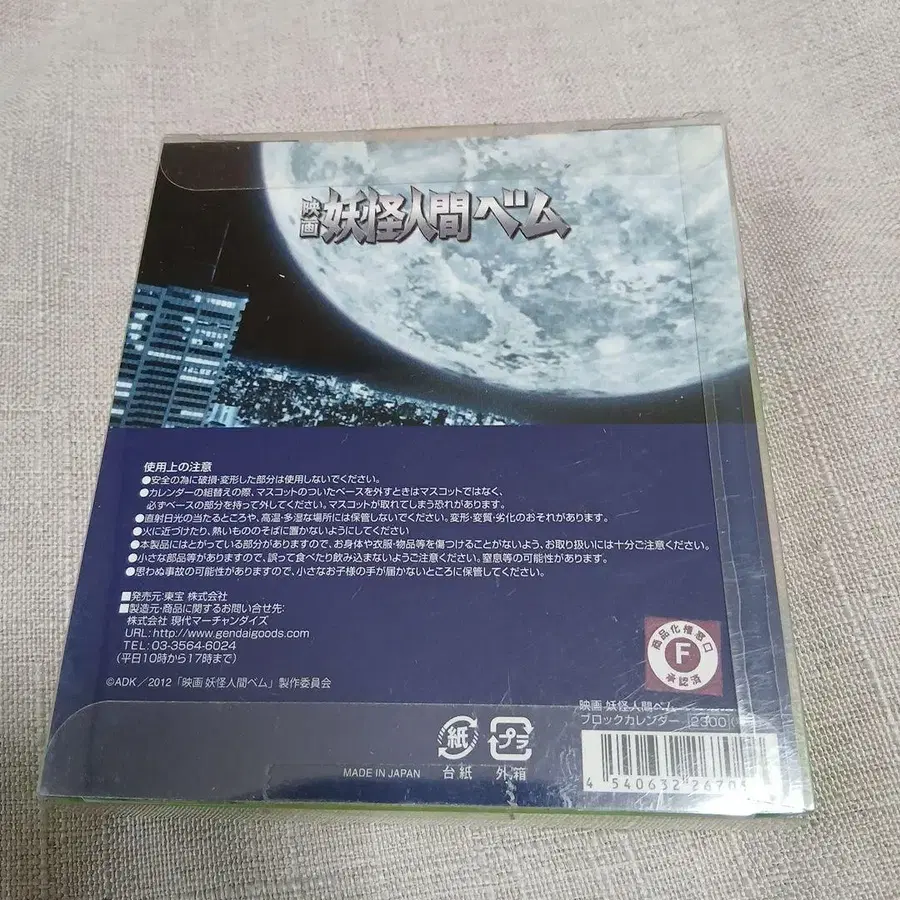 映画 妖怪人間ベム
使用上の注意
●安全の為に破損・変形した部分は使用しないでください。
●カレンダーの組替えの際、マスコットのついたベースを外すときはマスコットではなく、
必ずベースの部分を持って外してください。マスコットが取れてしまう恐れがあります。
●直射日光の当たるところや、高温・多湿な場所には保管しないでください。変形・変質・劣化のおそれがあります。
●火に近づけたり、熱いもののそばに置かないようにしてください
●本製品にはとがっている部分がありますので、お身体や衣服・物品等を傷つけることがないよう、お取り扱いには十分ご注意ください。
●小さな部品等がありますので、誤って食べたり飲み込まないようご注意ください。窒息等の可能性があります。
●思わぬ事故の可能性がありますので、小さなお子様の手が届かないところに保管してください。
■発売元:東宝 株式会社
■製造元・商品に関するお問い合せ先:
株式会社 現代マーチャンダイズ
URL:http://www.gendaigoods.com
TEL:03-3564-6024
(平日10時から17時まで)
©ADK/2012「映画 妖怪人間ベム」製作委員会
商品化権窓口
F
承認済
映画 妖怪人間ベム
ブロックカレンダー 2300
紙 プラ
MADE IN JAPAN 台紙 外箱
4 540632 26705